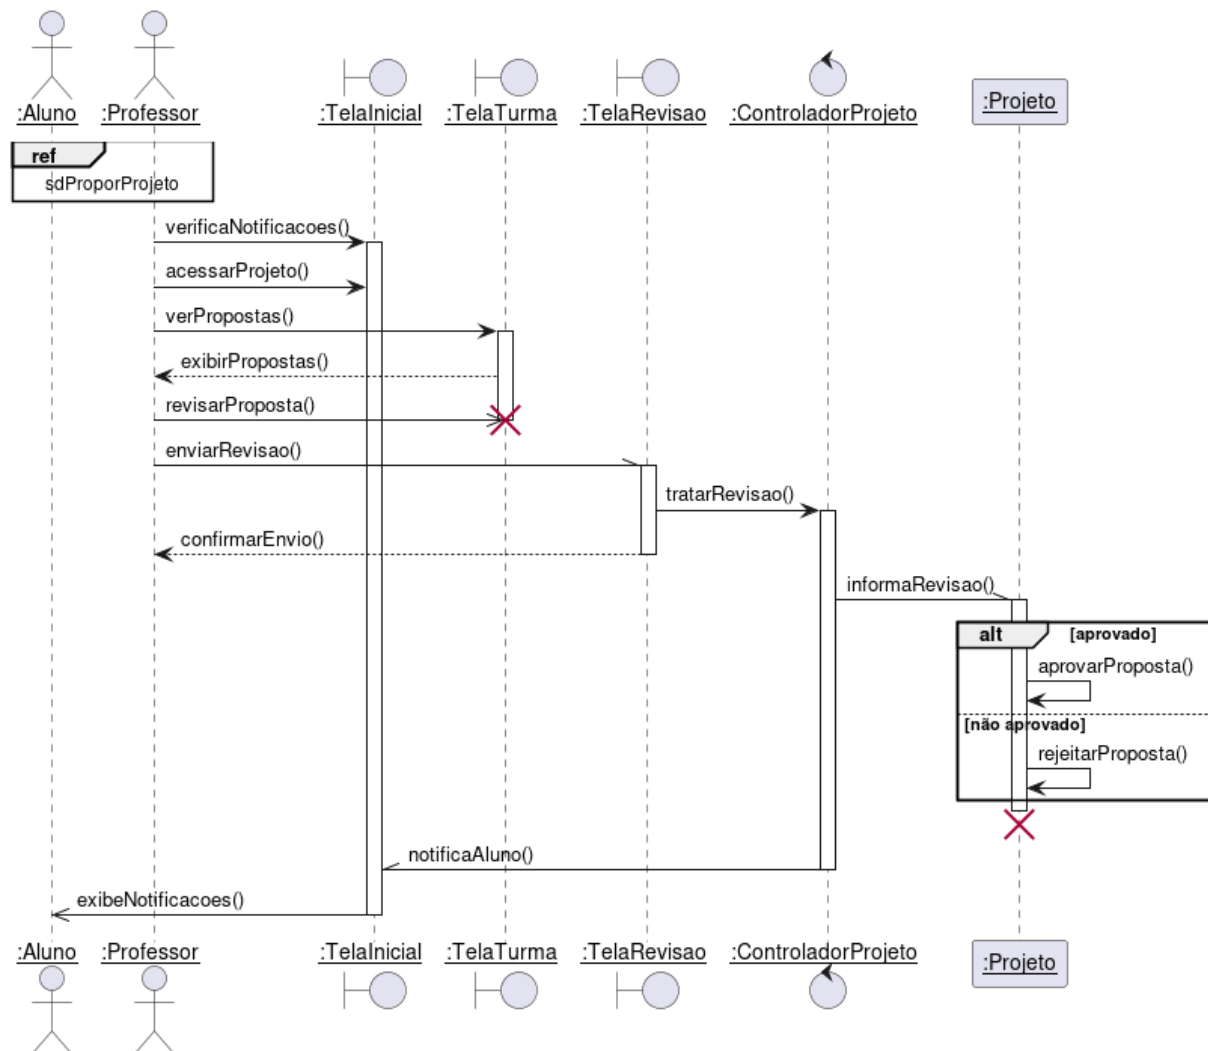 :Aluno :Professor :TelaInicial :TelaTurma :TelaRevisao :ControladorProjeto :Projeto
ref
sdProporProjeto
verificaNotificacoes()
acessarProjeto()
verPropostas()
exibirPropostas()
revisarProposta()
enviarRevisao()
tratarRevisao()
confirmarEnvio()
informaRevisao()
alt [aprovado]
aprovarProposta()
[não aprovado]
rejeitarProposta()
notificaAluno()
exibeNotificacoes()
:Aluno :Professor :TelaInicial :TelaTurma :TelaRevisao :ControladorProjeto :Projeto